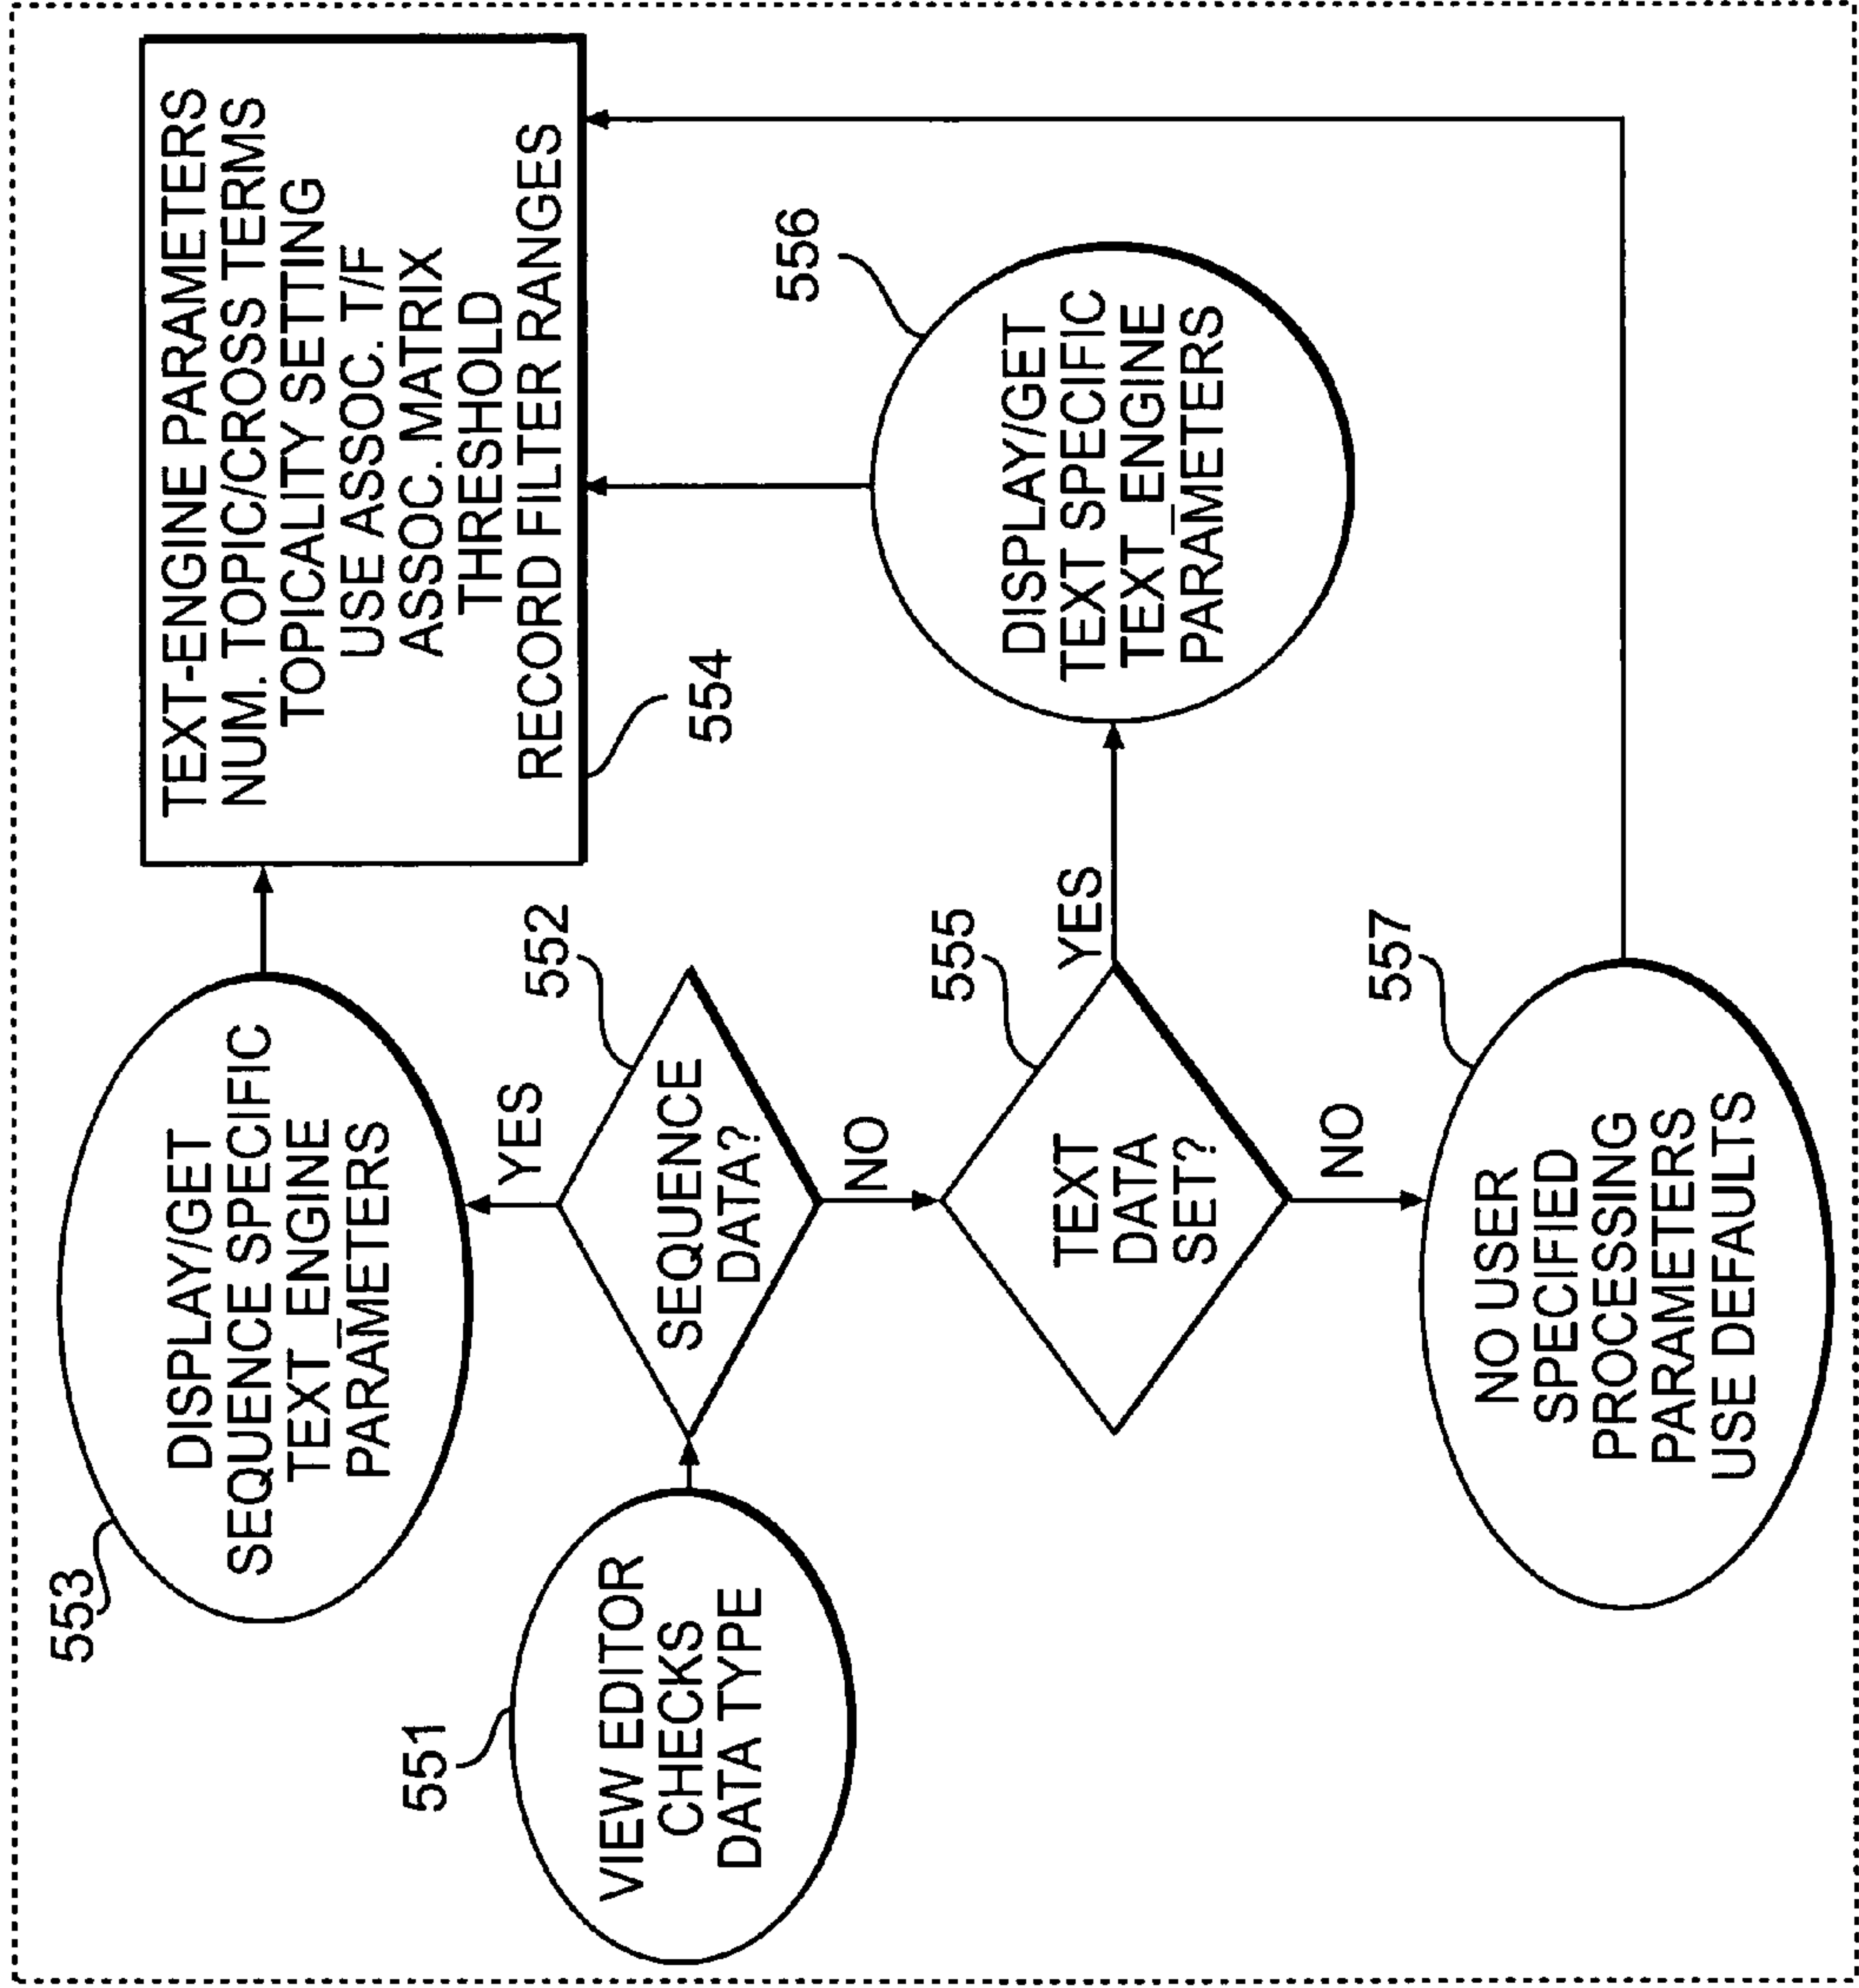 553
DISPLAY/GET
SEQUENCE SPECIFIC
TEXT_ENGINE
PARAMETERS
TEXT-ENGINE PARAMETERS
NUM. TOPIC/CROSS TERMS
TOPICALITY SETTING
USE ASSOC. T/F
ASSOC. MATRIX
THRESHOLD
RECORD FILTER RANGES
554
YES
551
VIEW EDITOR
CHECKS
DATA TYPE
552
SEQUENCE
DATA?
NO
556
DISPLAY/GET
TEXT SPECIFIC
TEXT_ENGINE
PARAMETERS
555
YES
TEXT
DATA
SET?
NO
557
NO USER
SPECIFIED
PROCESSING
PARAMETERS
USE DEFAULTS